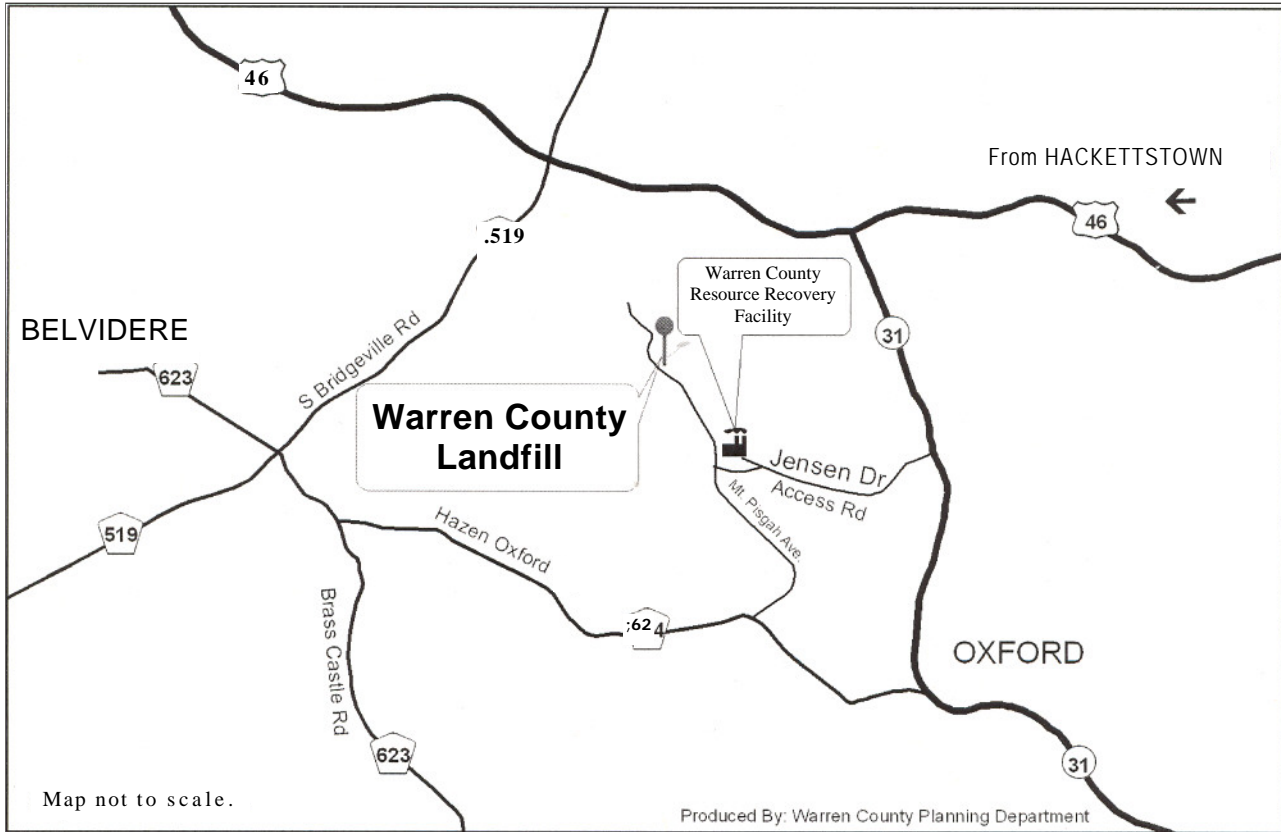 46
From HACKETTSTOWN
46
.519
Warren County
Resource Recovery
Facility
BELVIDERE
31
S Bridgeville Rd
623
Warren County
Landfill
Jensen Dr
Access Rd
Mt. Pisgah Ave.
519
Hazen Oxford
;624
OXFORD
Brass Castle Rd
623
31
Map not to scale.
Produced By: Warren County Planning Department